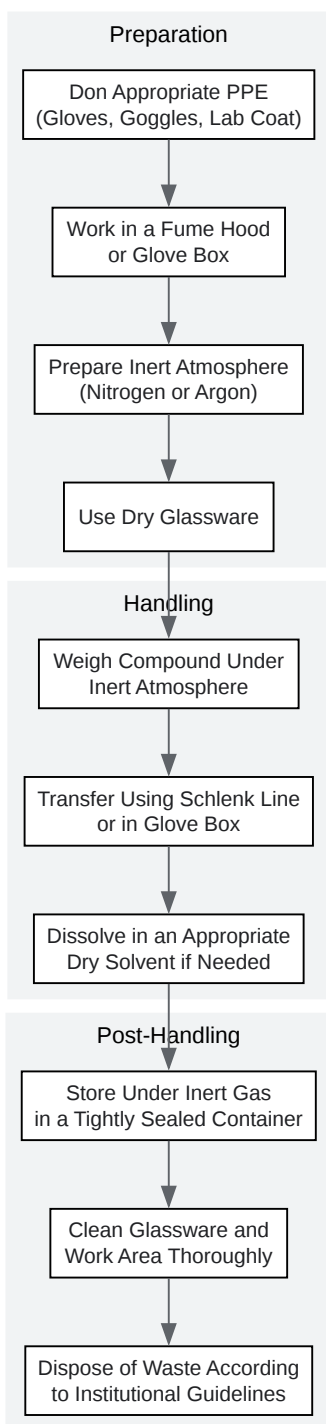 Preparation
Don Appropriate PPE
(Gloves, Goggles, Lab Coat)
Work in a Fume Hood
or Glove Box
Prepare Inert Atmosphere
(Nitrogen or Argon)
Use Dry Glassware
Handling
Weigh Compound Under
Inert Atmosphere
Transfer Using Schlenk Line
or in Glove Box
Dissolve in an Appropriate
Dry Solvent if Needed
Post-Handling
Store Under Inert Gas
in a Tightly Sealed Container
Clean Glassware and
Work Area Thoroughly
Dispose of Waste According
to Institutional Guidelines